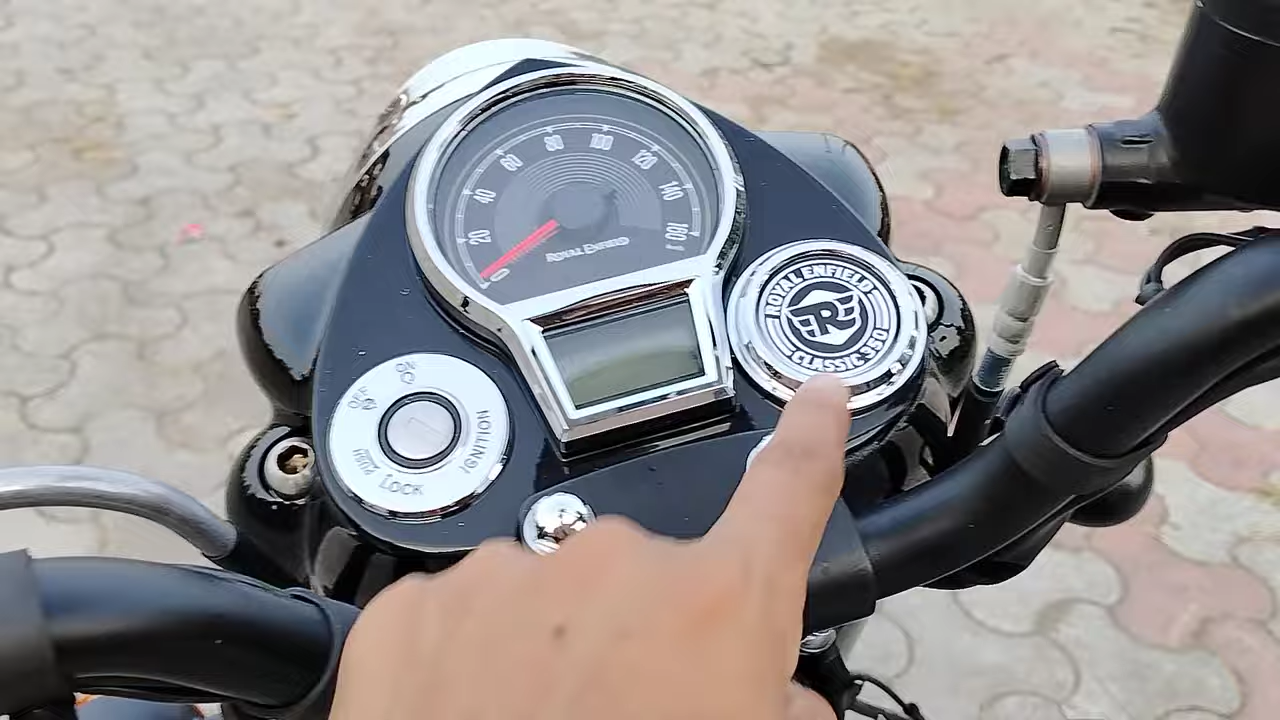 0
20
40
60
80
100
120
140
160
ROYAL ENFIELD
ROYAL ENFIELD
R
CLASSIC 350
ON
OFF
PUSH
LOCK
IGNITION